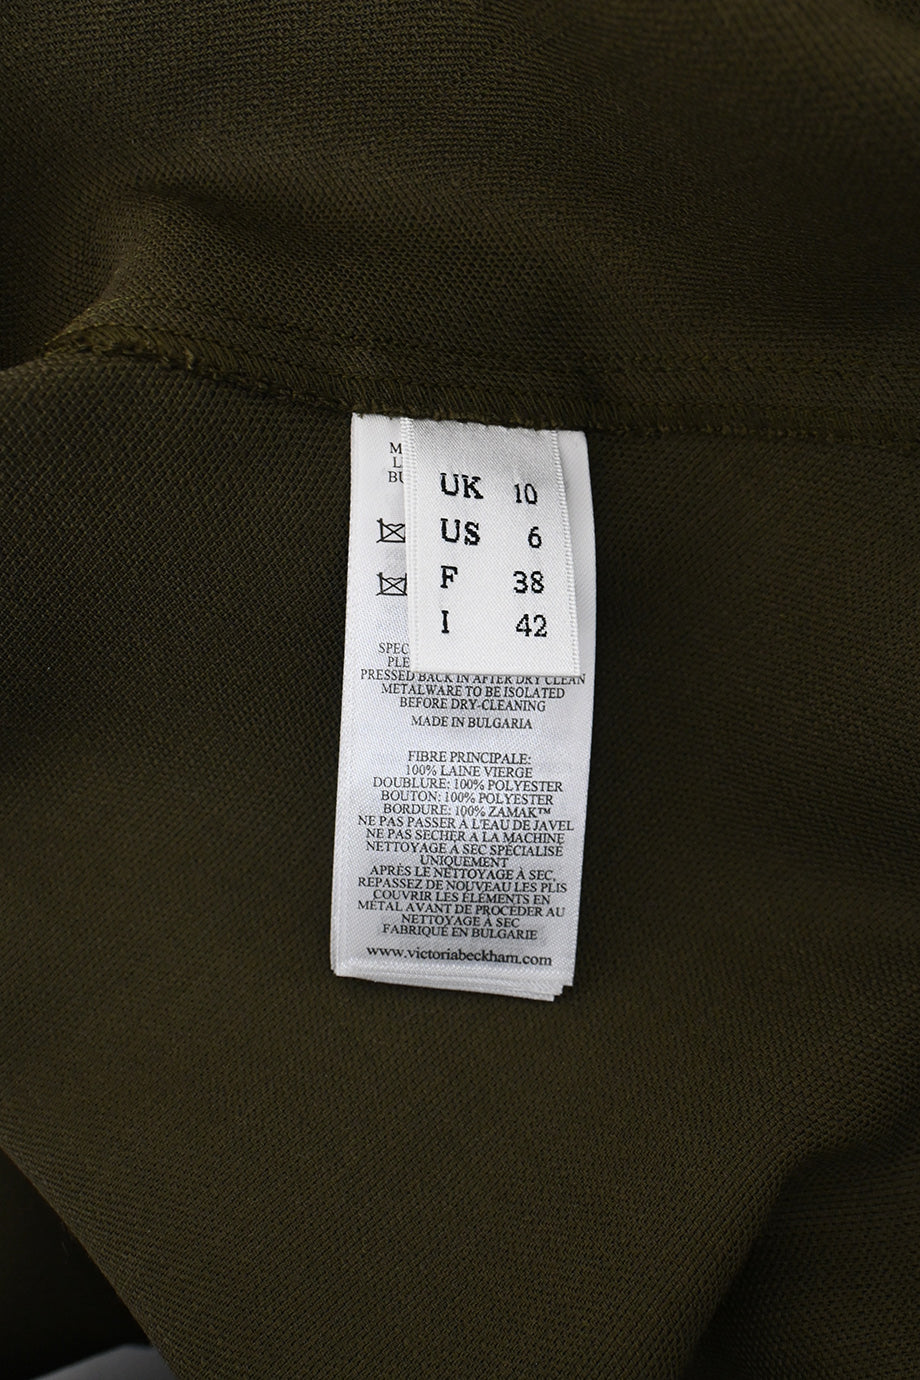 UK 10
US 6
F 38
I 42
PRESSED BACK IN AFTER DRY CLEAN
METALWARE TO BE ISOLATED
BEFORE DRY-CLEANING
MADE IN BULGARIA
FIBRE PRINCIPALE:
100% LAINE VIERGE
DOUBLURE: 100% POLYESTER
BOUTON: 100% POLYESTER
BORDURE: 100% ZAMAK™
NE PAS PASSER À L'EAU DE JAVEL
NE PAS SECHER A LA MACHINE
NETTOYAGE À SEC SPÉCIALISE
UNIQUEMENT
APRÈS LE NETTOYAGE À SEC,
REPASSEZ DE NOUVEAU LES PLIS
COUVRIR LES ÉLÉMENTS EN
MÉTAL AVANT DE PROCÉDER AU
NETTOYAGE À SEC
FABRIQUÉ EN BULGARIE
www.victoriabeckham.com